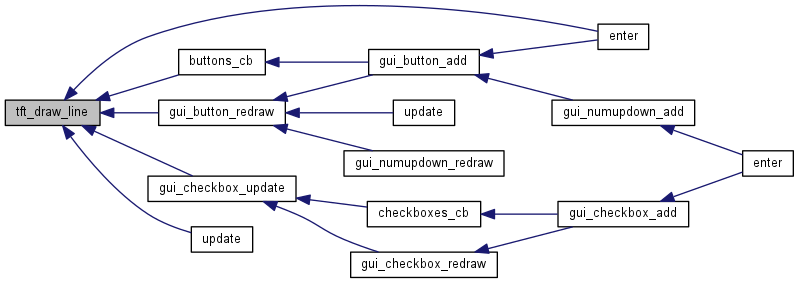 enter
buttons_cb
gui_button_add
tft_draw_line
gui_button_redraw
update
gui_numupdown_add
gui_numupdown_redraw
enter
gui_checkbox_update
checkboxes_cb
gui_checkbox_add
update
gui_checkbox_redraw